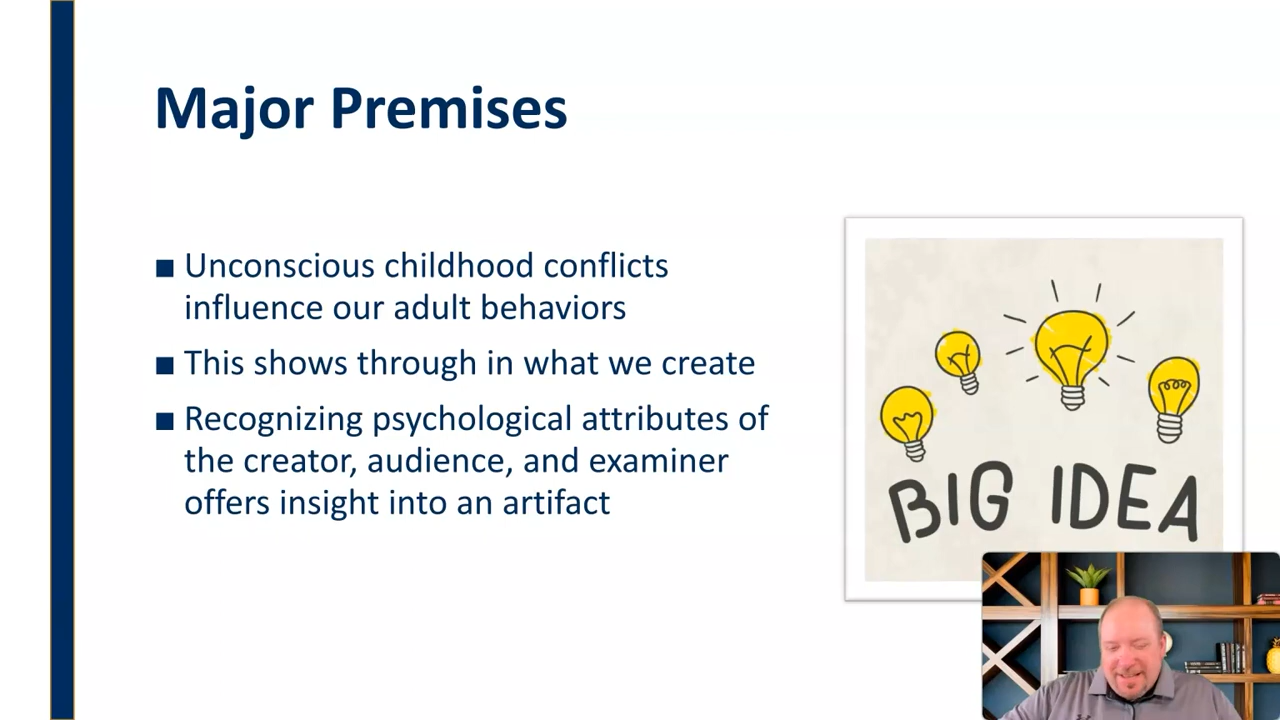 Major Premises
■ Unconscious childhood conflicts
influence our adult behaviors
■ This shows through in what we create
■ Recognizing psychological attributes of
the creator, audience, and examiner
offers insight into an artifact
BIG IDEA